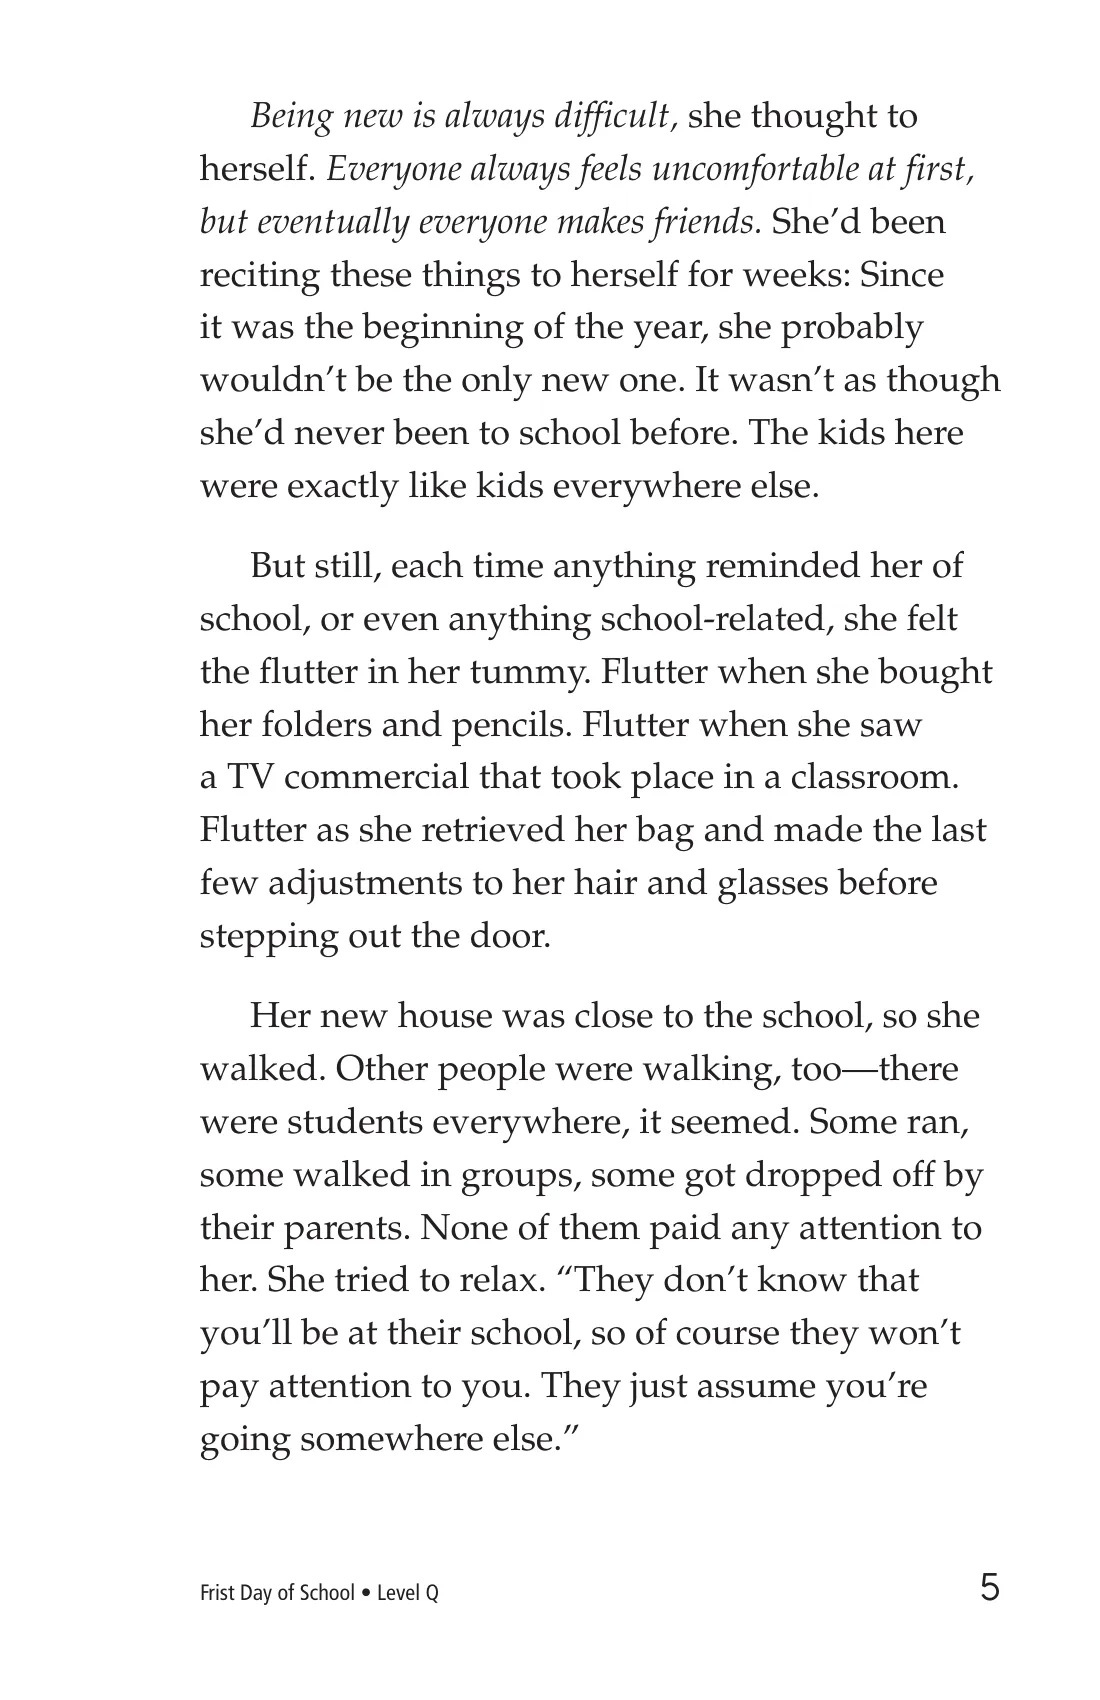 Being new is always difficult, she thought to
herself. Everyone always feels uncomfortable at first,
but eventually everyone makes friends. She’d been
reciting these things to herself for weeks: Since
it was the beginning of the year, she probably
wouldn’t be the only new one. It wasn’t as though
she’d never been to school before. The kids here
were exactly like kids everywhere else.
But still, each time anything reminded her of
school, or even anything school-related, she felt
the flutter in her tummy. Flutter when she bought
her folders and pencils. Flutter when she saw
a TV commercial that took place in a classroom.
Flutter as she retrieved her bag and made the last
few adjustments to her hair and glasses before
stepping out the door.
Her new house was close to the school, so she
walked. Other people were walking, too—there
were students everywhere, it seemed. Some ran,
some walked in groups, some got dropped off by
their parents. None of them paid any attention to
her. She tried to relax. “They don’t know that
you’ll be at their school, so of course they won’t
pay attention to you. They just assume you’re
going somewhere else.”
Frist Day of School • Level Q 5